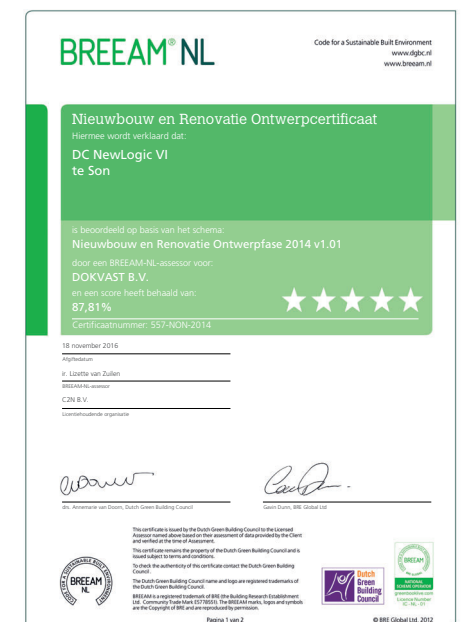 BREEAM® NL
Code for a Sustainable Built Environment
www.dgbc.nl
www.breeam.nl
Nieuwbouw en Renovatie Ontwerpcertificaat
Hiermee wordt verklaard dat:
DC NewLogic VI
te Son
is beoordeeld op basis van het schema:
Nieuwbouw en Renovatie Ontwerpfase 2014 v1.01
door een BREEAM-NL-assessor voor:
DOKVAST B.V.
en een score heeft behaald van:
87,81%
Certificaatnummer: 557-NON-2014
18 november 2016
Afgiftedatum
ir. Lizette van Zuilen
BREEAM-NL-assessor
C2N B.V.
Licentiehoudende organisatie
drs. Annemarie van Doorn, Dutch Green Building Council
Gavin Dunn, BRE Global Ltd
This certificate is issued by the Dutch Green Building Council to the Licensed
Assessor named above based on their assessment of data provided by the Client
and verified at the time of Assessment.
This certificate remains the property of the Dutch Green Building Council and is
issued subject to terms and conditions.
To check the authenticity of this certificate contact the Dutch Green Building
Council .
The Dutch Green Building Council name and logo are registered trademarks of
the Dutch Green Building Council.
BREEAM is a registered trademark of BRE (the Building Research Establishment
Ltd. Community Trade Mark E5778551). The BREEAM marks, logos and symbols
are the Copyright of BRE and are reproduced by permission.
CODE FOR A SUSTAINABLE BUILT ENVIRONMENT
BREEAM
NL
Dutch
Green
Building
Council
BREEAM
NATIONAL
SCHEME OPERATOR
greenbooklive.com
Licence Number
Pagina 1 van 2
© BRE Global Ltd. 2012